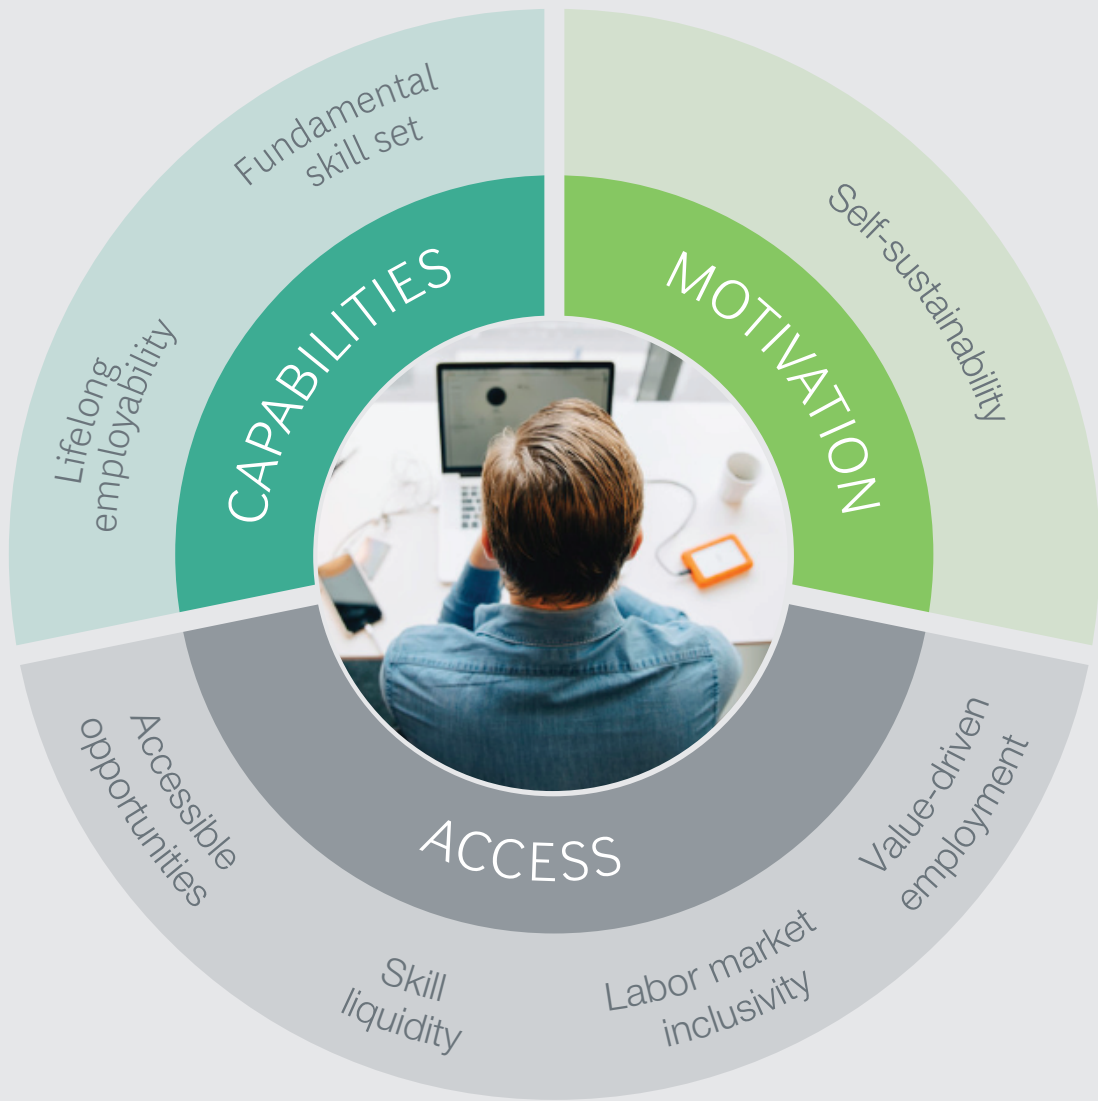 Fundamental
skill set
Lifelong
employability
CAPABILITIES
MOTIVATION
Self-sustainability
ACCESS
Accessible
opportunities
Skill
liquidity
Labor market
inclusivity
Value-driven
employment